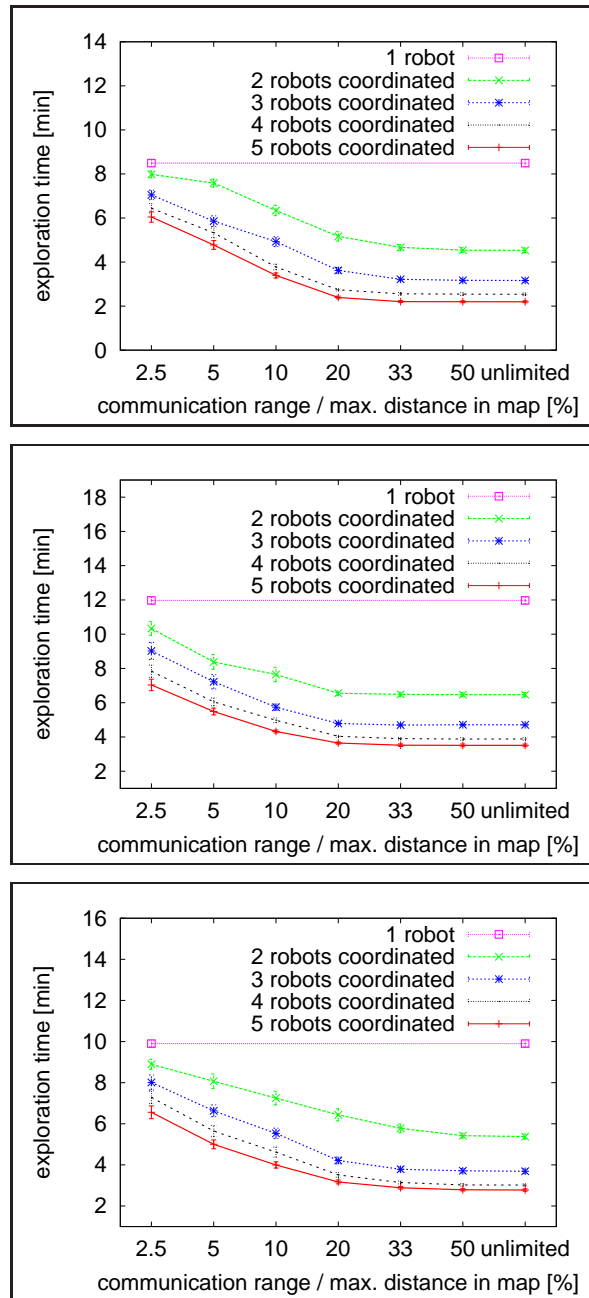 14
12
10
8
6
4
2
0
exploration time [min]
1 robot
2 robots coordinated
3 robots coordinated
4 robots coordinated
5 robots coordinated
2.5 5 10 20 33 50 unlimited
communication range / max. distance in map [%]
18
16
14
12
10
8
6
4
2
exploration time [min]
1 robot
2 robots coordinated
3 robots coordinated
4 robots coordinated
5 robots coordinated
2.5 5 10 20 33 50 unlimited
communication range / max. distance in map [%]
16
14
12
10
8
6
4
2
exploration time [min]
1 robot
2 robots coordinated
3 robots coordinated
4 robots coordinated
5 robots coordinated
2.5 5 10 20 33 50 unlimited
communication range / max. distance in map [%]